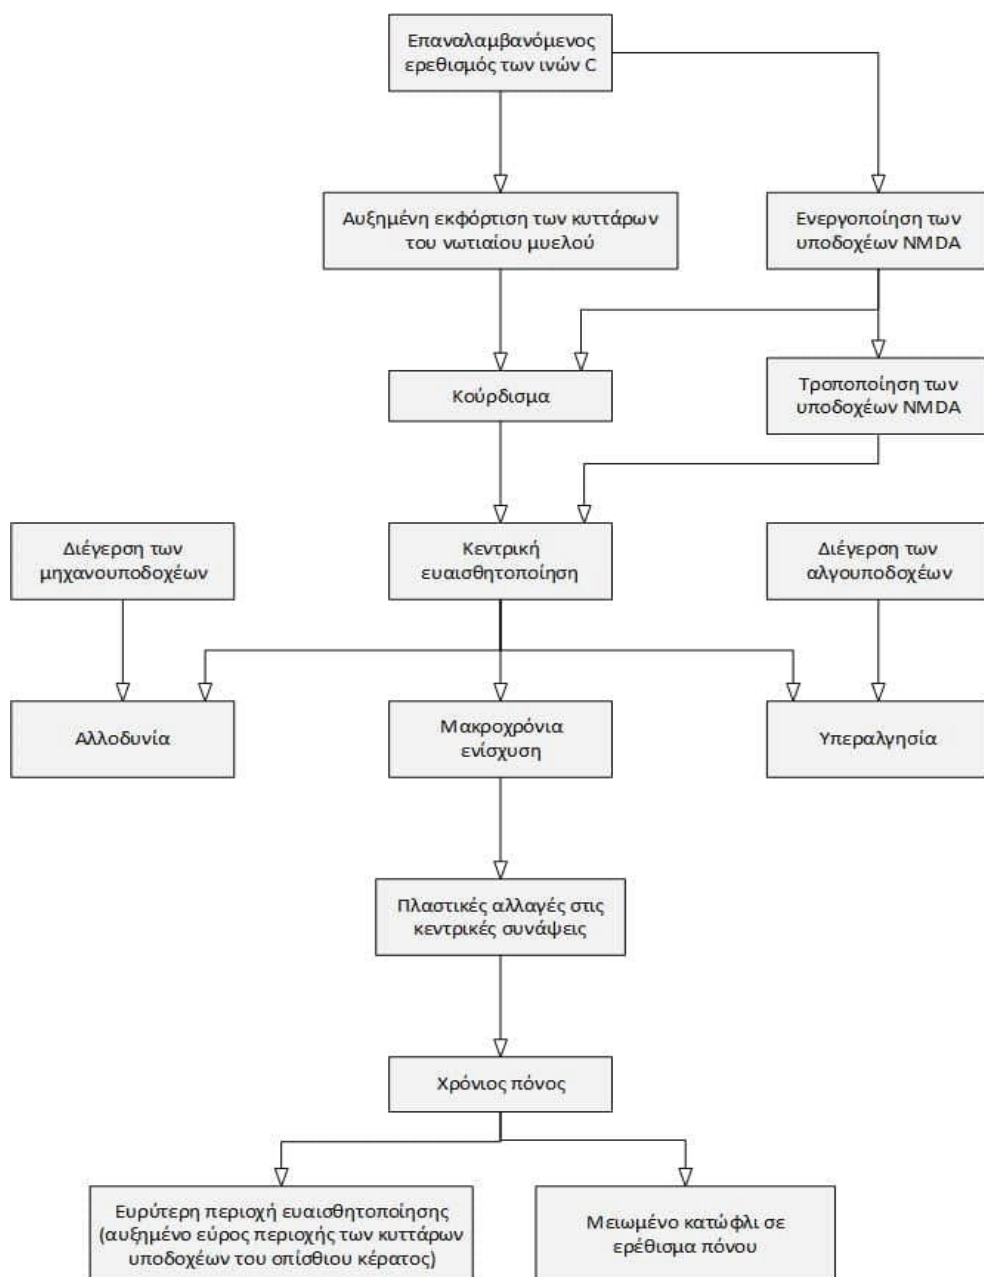 Επαναλαμβανόμενος
ερεθισμός των ινών C
Αυξημένη εκφόρτιση των κυττάρων
του νωτιαίου μυελού
Ενεργοποίηση των
υποδοχέων NMDA
Κούρδισμα
Τροποποίηση των
υποδοχέων NMDA
Διέγερση των
μηχανουποδοχέων
Κεντρική
ευαισθητοποίηση
Διέγερση των
αλγουποδοχέων
Αλλοδυνία
Μακροχρόνια
ενίσχυση
Υπεραλγησία
Πλαστικές αλλαγές στις
κεντρικές συνάψεις
Χρόνιος πόνος
Ευρύτερη περιοχή ευαισθητοποίησης
(αυξημένο εύρος περιοχής των κυττάρων
υποδοχέων του οπίσθιου κέρατος)
Μειωμένο κατώφλι σε
ερέθισμα πόνου